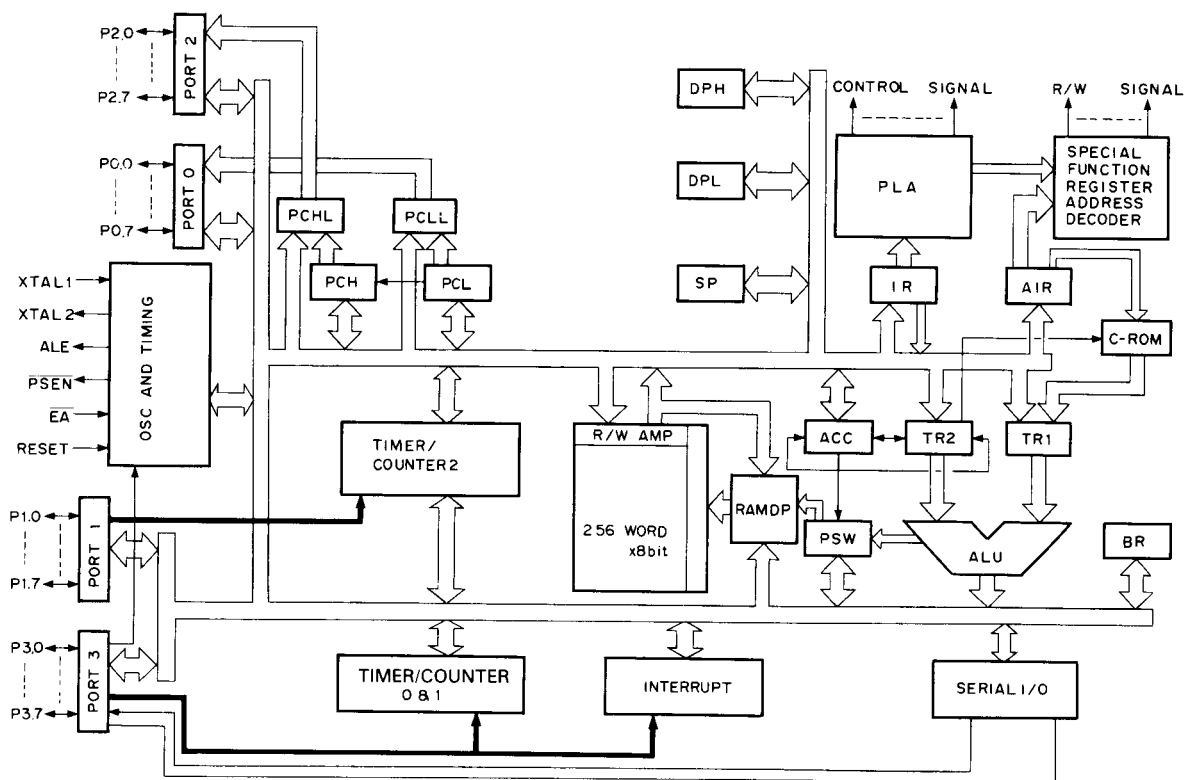 P2.0
P2.7
PORT 2
P0.0
P0.7
PORT 0
DPH
DPL
SP
CONTROL SIGNAL
R/W SIGNAL
PLA
SPECIAL
FUNCTION
REGISTER
ADDRESS
DECODER
PCHL
PCLL
PCH
PCL
IR
AIR
C-ROM
XTAL1
XTAL2
ALE
PSEN
EA
RESET
OSC AND TIMING
TIMER/
COUNTER2
R/W AMP
256 WORD
x8bit
RAMDP
ACC
TR2
TR1
PSW
ALU
BR
P1.0
P1.7
PORT 1
P3.0
P3.7
PORT 3
TIMER/COUNTER
0&1
INTERRUPT
SERIAL I/O